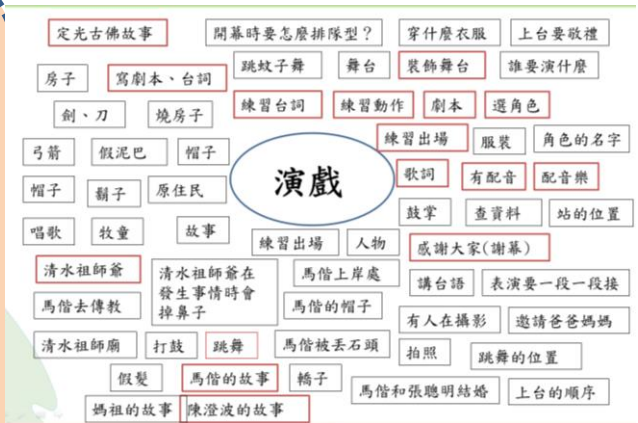 定光古佛故事
開幕時要怎麼排隊型？
穿什麼衣服
上台要敬禮
房子
寫劇本、台詞
跳蚊子舞
舞台
裝飾舞台
誰要演什麼
劍、刀
燒房子
練習台詞
練習動作
劇本
選角色
弓箭
假泥巴
帽子
演戲
練習出場
服裝
角色的名字
帽子
鬍子
原住民
歌詞
有配音
配音樂
唱歌
牧童
故事
鼓掌
查資料
站的位置
練習出場
人物
感謝大家(謝幕)
清水祖師爺
清水祖師爺在
發生事情時會
掉鼻子
馬偕上岸處
講台語
表演要一段一段接
馬偕去傳教
馬偕的帽子
有人在攝影
邀請爸爸媽媽
清水祖師廟
打鼓
跳舞
馬偕被丟石頭
拍照
跳舞的位置
假髮
馬偕的故事
轎子
馬偕和張聰明結婚
上台的順序
媽祖的故事
陳澄波的故事